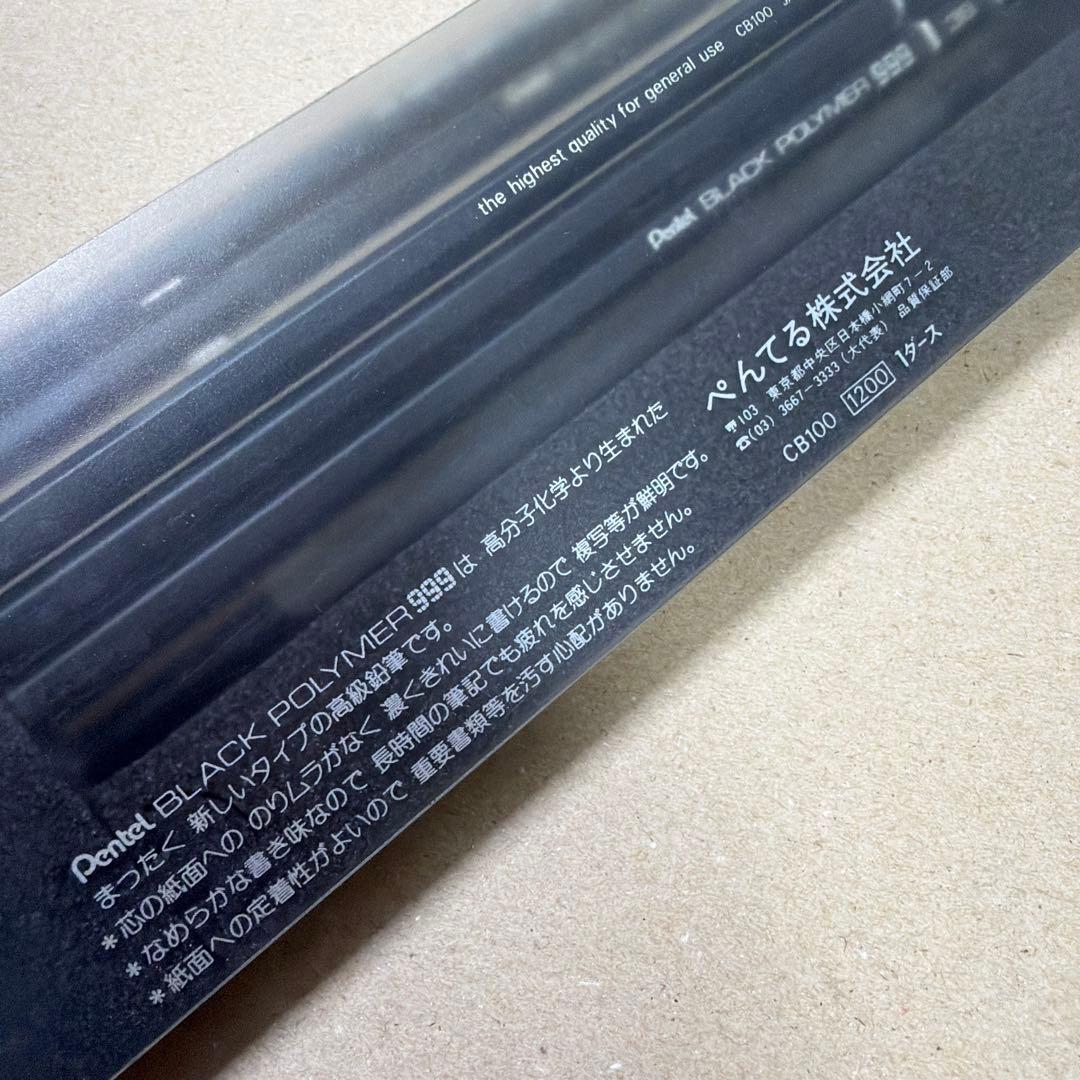 the highest quality for general use CB100
Pentel BLACK POLYMER 999
Pentel BLACK POLYMER 999は 高分子化学より生まれた
まったく 新しいタイプの高級鉛筆です。
*芯の紙面への のりムラがなく 濃くきれいに書けるので 複写等が鮮明です。
*なめらかな書き味なので 長時間の筆記でも疲れを感じさせません。
*紙面への定着性がよいので 重要書類等を汚す心配がありません。
ぺんてる株式会社
〒103 東京都中央区日本橋小網町7-2
☎(03) 3667-3333 (大代表) 品質保証部
CB100 1200 1ダース